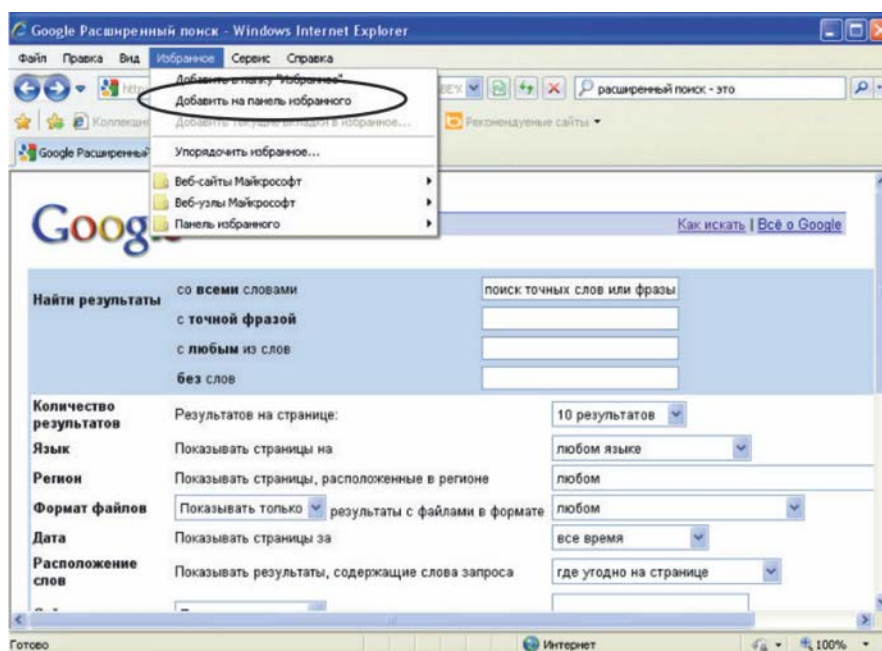 Google Расширенный поиск - Windows Internet Explorer
Файл Правка Вид Избранное Сервис Справка
Добавить в папку "Избранное"...
http
расширенный поиск - это
Добавить на панель избранного
Добавить текущие вкладки в избранное...
Рекомендуемые сайты
Google Расширенный
Упорядочить избранное...
Веб-сайты Майкрософт
Веб-узлы Майкрософт
Панель избранного
Google
Как искать | Всё о Google
Найти результаты
со всеми словами поиск точных слов или фразы
с точной фразой
с любым из слов
без слов
Количество результатов Результатов на странице: 10 результатов
Язык Показывать страницы на любом языке
Регион Показывать страницы, расположенные в регионе любом
Формат файлов Показывать только результаты с файлами в формате любом
Дата Показывать страницы за все время
Расположение слов Показывать результаты, содержащие слова запроса где угодно на странице
Готово Интернет 100%